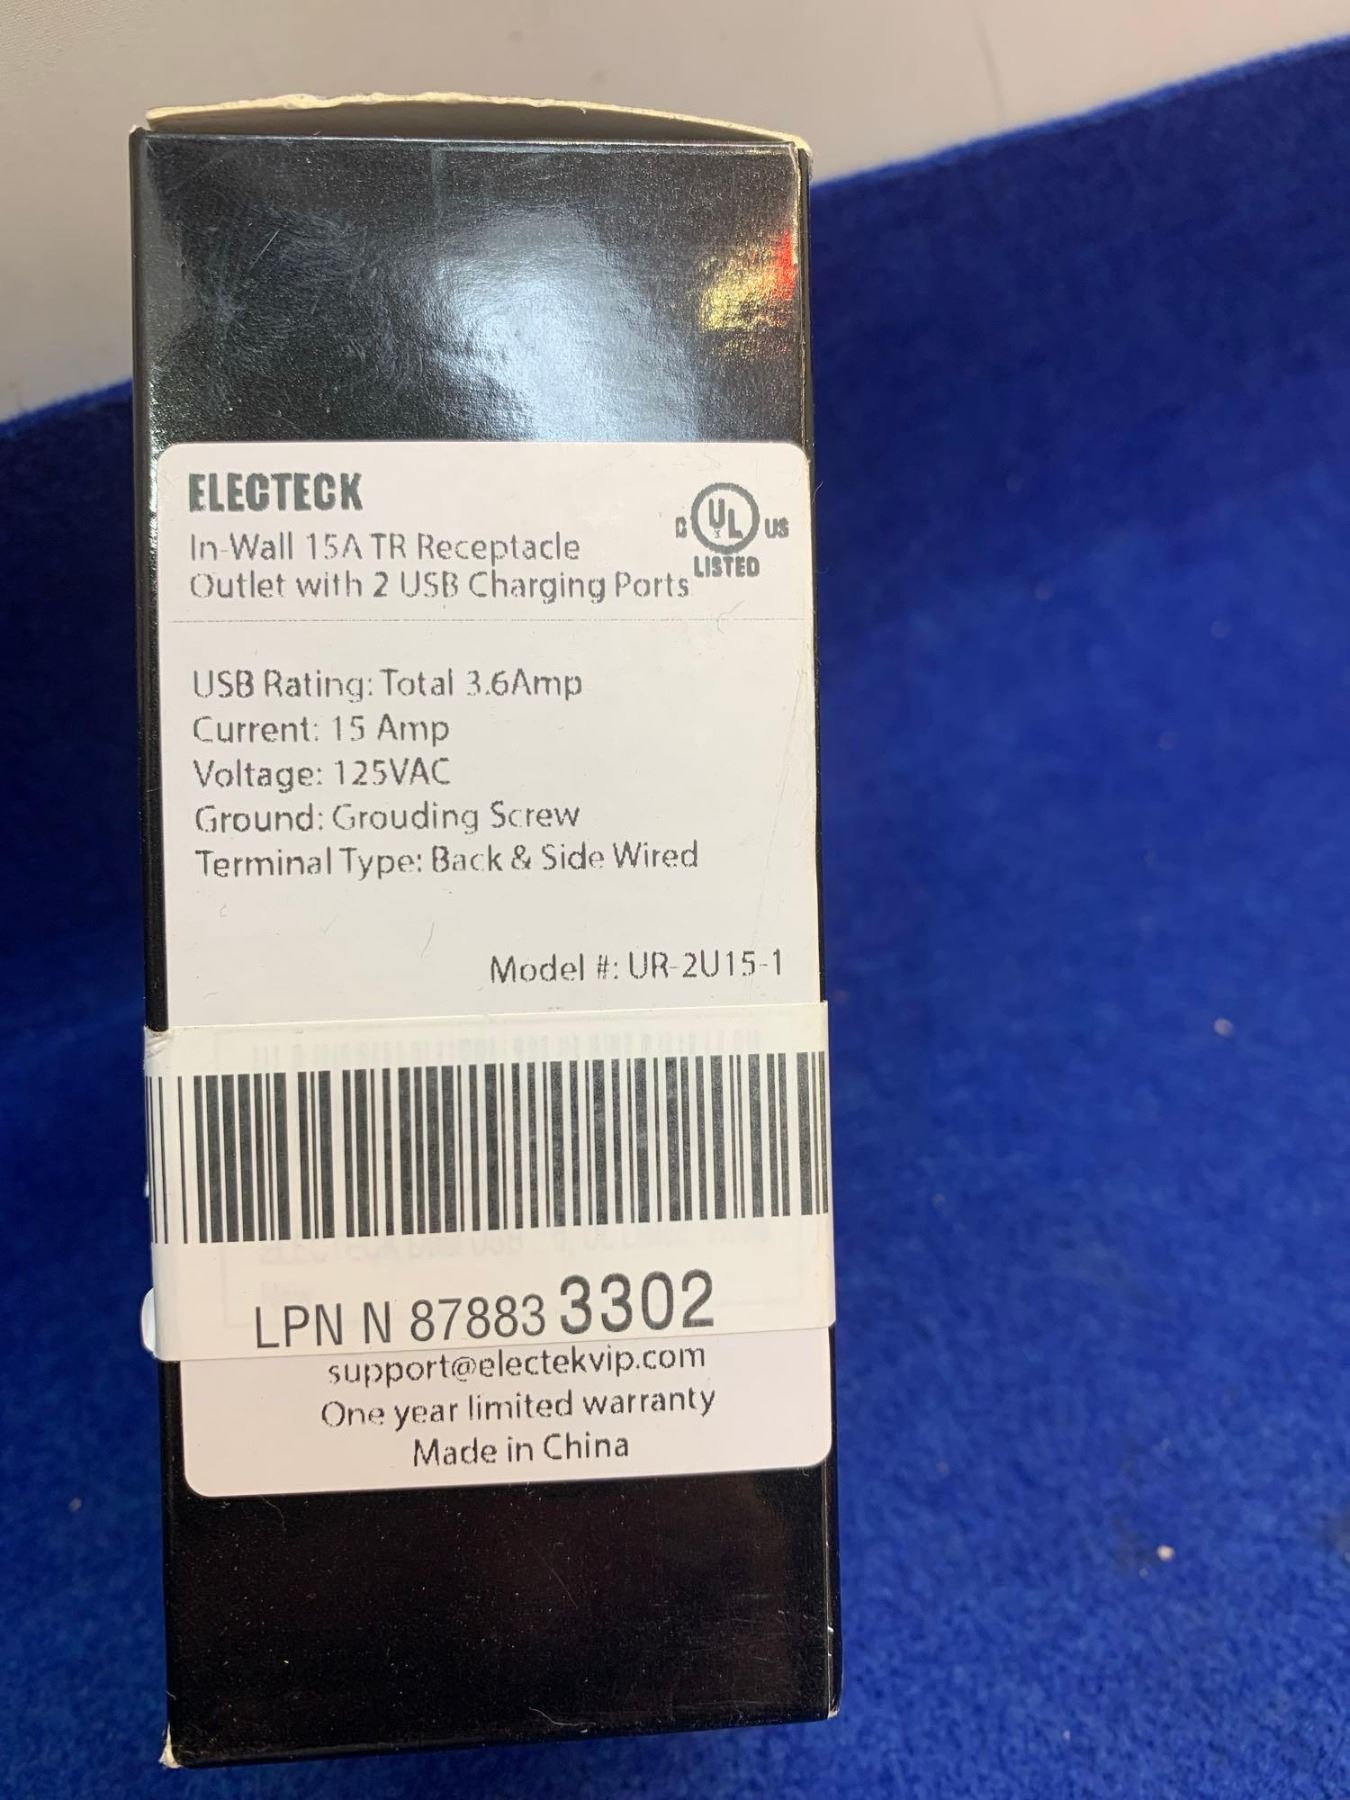 ELECTECK
In-Wall 15A TR Receptacle
Outlet with 2 USB Charging Ports
C UL US
LISTED
USB Rating: Total 3.6Amp
Current: 15 Amp
Voltage: 125VAC
Ground: Grouding Screw
Terminal Type: Back & Side Wired
Model #: UR-2U15-1
LPN N 87883 3302
support@electekvip.com
One year limited warranty
Made in China